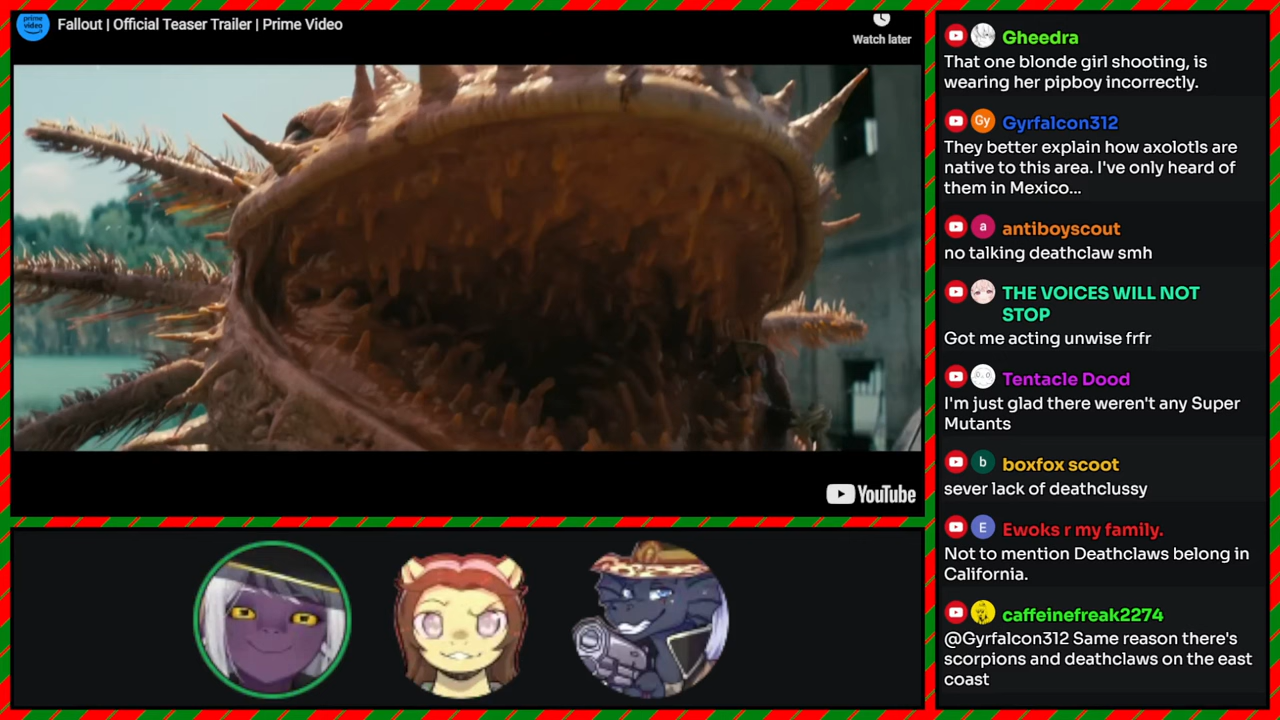 prime video
Fallout | Official Teaser Trailer | Prime Video
Watch later
YouTube
Gheedra
That one blonde girl shooting, is
wearing her pipboy incorrectly.
Gy
Gyrfalcon312
They better explain how axolotls are
native to this area. I've only heard of
them in Mexico...
a
antiboyscout
no talking deathclaw smh
THE VOICES WILL NOT
STOP
Got me acting unwise frfr
Tentacle Dood
I'm just glad there weren't any Super
Mutants
b
boxfox scoot
sever lack of deathclussy
E
Ewoks r my family.
Not to mention Deathclaws belong in
California.
caffeinefreak2274
@Gyrfalcon312 Same reason there's
scorpions and deathclaws on the east
coast